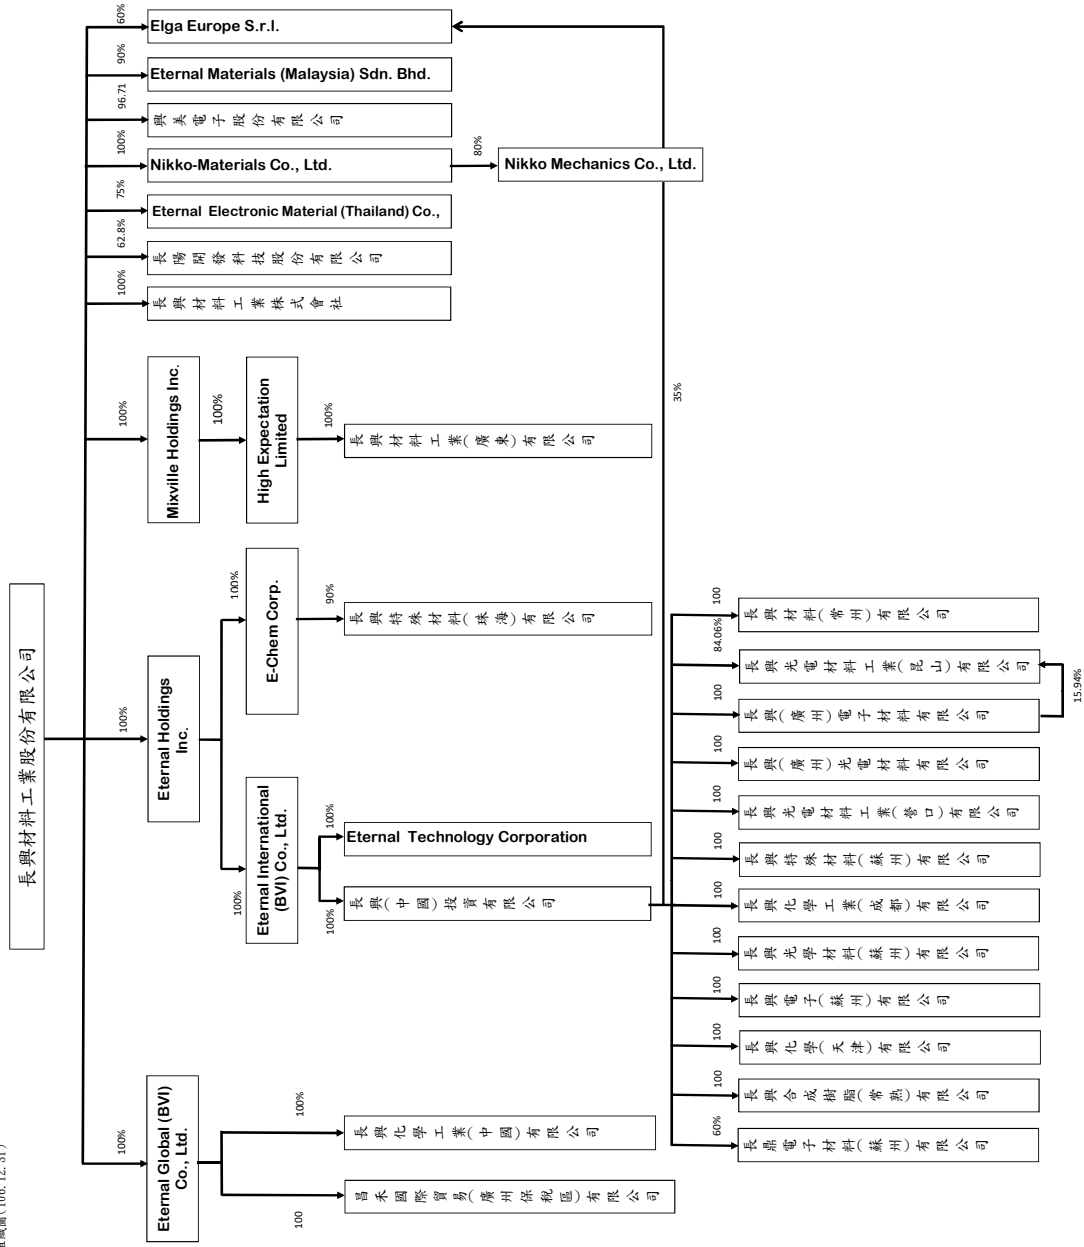 組織圖(106.12.31)
長興材料工業股份有限公司
60%
Elga Europe S.r.l.
90%
Eternal Materials (Malaysia) Sdn. Bhd.
96.71
興美電子股份有限公司
100%
Nikko-Materials Co., Ltd.
80%
Nikko Mechanics Co., Ltd.
75%
Eternal Electronic Material (Thailand) Co.,
62.8%
長陽開發科技股份有限公司
100%
長興材料工業株式會社
100%
Mixville Holdings Inc.
100%
High Expectation
Limited
100%
長興材料工業(廣東)有限公司
100%
Eternal Holdings
Inc.
100%
E-Chem Corp.
90%
長興特殊材料(珠海)有限公司
100%
Eternal International
(BVI) Co., Ltd.
100%
Eternal Technology Corporation
100%
長興(中國)投資有限公司
35%
100
長興材料(常州)有限公司
84.06%
長興光電材料工業(昆山)有限公司
100
長興(廣州)電子材料有限公司
15.94%
100
長興(廣州)光電材料有限公司
100
長興光電材料工業(營口)有限公司
100
長興特殊材料(蘇州)有限公司
100
長興化學工業(成都)有限公司
100
長興光學材料(蘇州)有限公司
100
長興電子(蘇州)有限公司
100
長興化學(天津)有限公司
100
長興合成樹脂(常熟)有限公司
60%
長鼎電子材料(蘇州)有限公司
100%
Eternal Global (BVI)
Co., Ltd.
100%
長興化學工業(中國)有限公司
100
昌禾國際貿易(廣州保稅區)有限公司